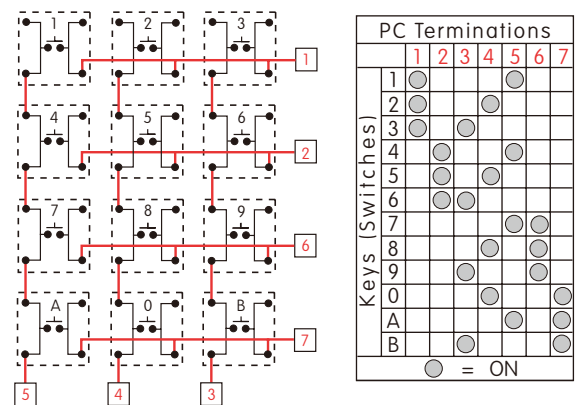 1 2 3
1
4 5 6
2
7 8 9
6
A 0 B
7
5 4 3
PC Terminations
1 2 3 4 5 6 7
Keys (Switches)
1
2
3
4
5
6
7
8
9
0
A
B
= ON